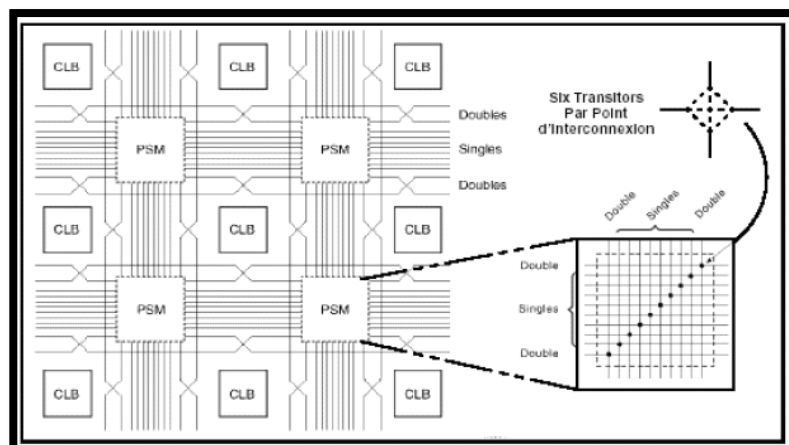 CLB
CLB
CLB
Six Transitors
Par Point
d'Interconnexion
Doubles
PSM
PSM
Singles
Doubles
Double
Singles
Double
CLB
CLB
CLB
Double
PSM
PSM
Singles
Double
CLB
CLB
CLB